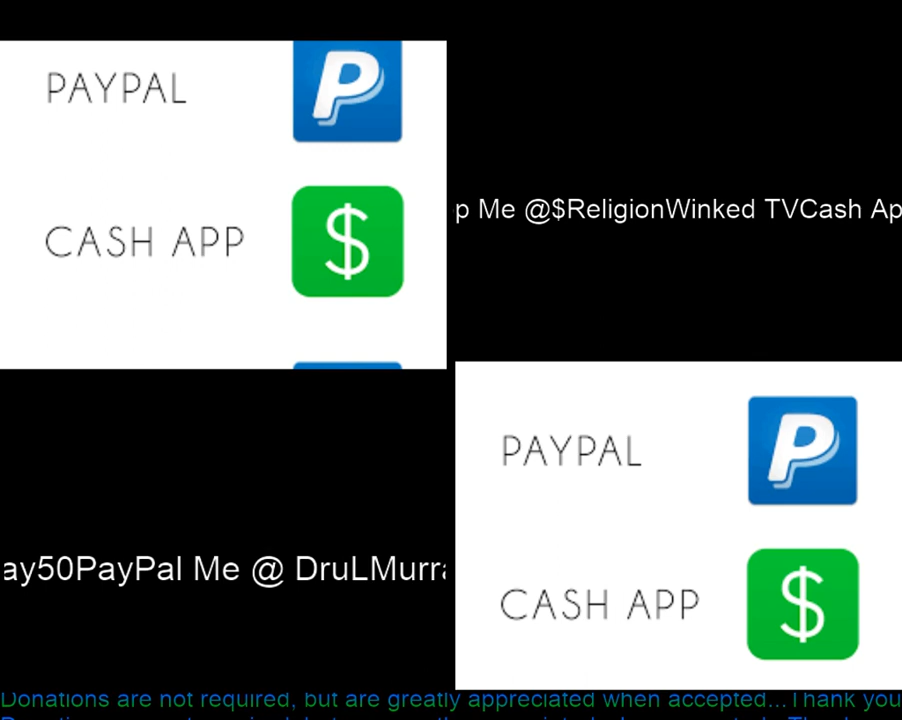 PAYPAL
CASH APP
p Me @$ReligionWinked TVCash Ap
PAYPAL
CASH APP
ay50PayPal Me @ DruLMurra
Donations are not required, but are greatly appreciated when accepted...Thank you